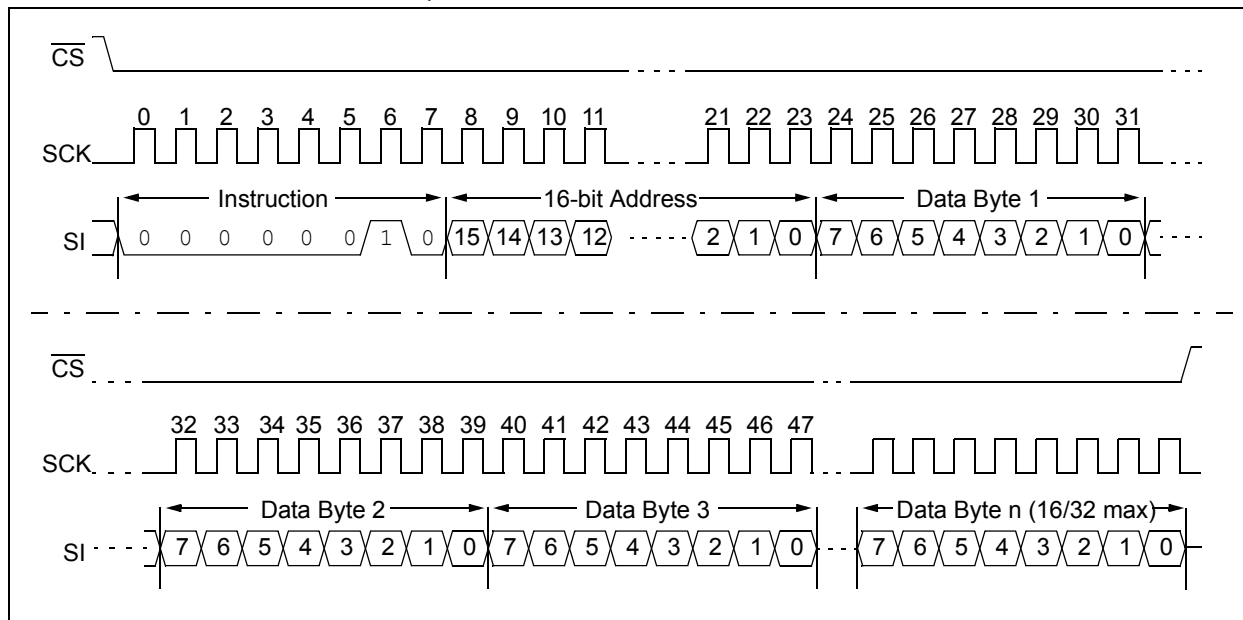 CS
0 1 2 3 4 5 6 7 8 9 10 11 21 22 23 24 25 26 27 28 29 30 31
SCK
Instruction 16-bit Address Data Byte 1
SI 0 0 0 0 0 0 1 0 15 14 13 12 2 1 0 7 6 5 4 3 2 1 0
CS
32 33 34 35 36 37 38 39 40 41 42 43 44 45 46 47
SCK
Data Byte 2 Data Byte 3 Data Byte n (16/32 max)
SI 7 6 5 4 3 2 1 0 7 6 5 4 3 2 1 0 7 6 5 4 3 2 1 0